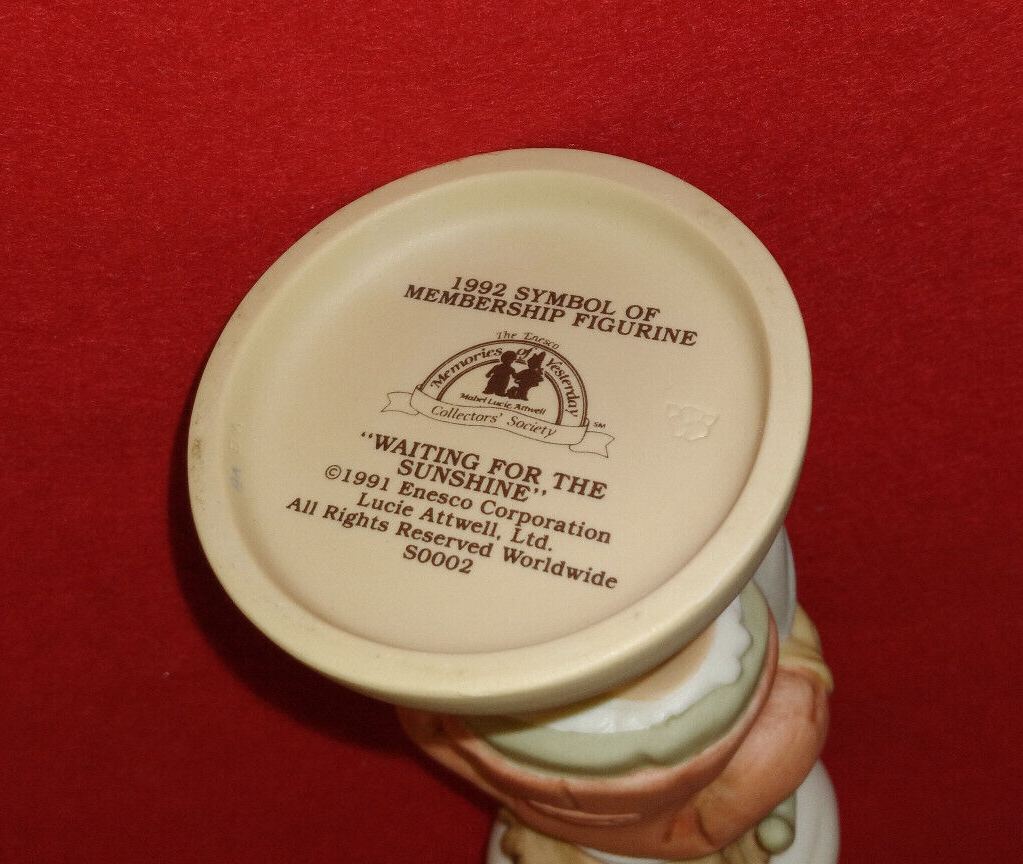 1992 SYMBOL OF
MEMBERSHIP FIGURINE
The Enesco
Memories of Yesterday
Mabel Lucie Attwell
Collectors' Society SM
"WAITING FOR THE
SUNSHINE"
©1991 Enesco Corporation
Lucie Attwell, Ltd.
All Rights Reserved Worldwide
S0002